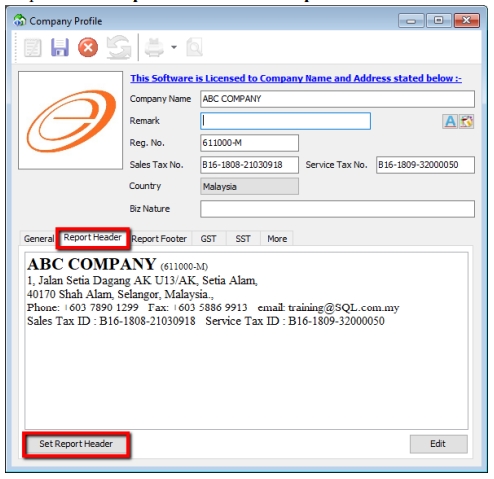 Company Profile
This Software is Licensed to Company Name and Address stated below :-
Company Name ABC COMPANY
Remark
Reg. No. 611000-M
Sales Tax No. B16-1808-21030918 Service Tax No. B16-1809-32000050
Country Malaysia
Biz Nature
General Report Header Report Footer GST SST More
ABC COMPANY (611000-M)
1, Jalan Setia Dagang AK U13/AK, Setia Alam,
40170 Shah Alam, Selangor, Malaysia.,
Phone: +603 7890 1299 Fax: +603 5886 9913 email: training@SQL.com.my
Sales Tax ID : B16-1808-21030918 Service Tax ID : B16-1809-32000050
Set Report Header Edit